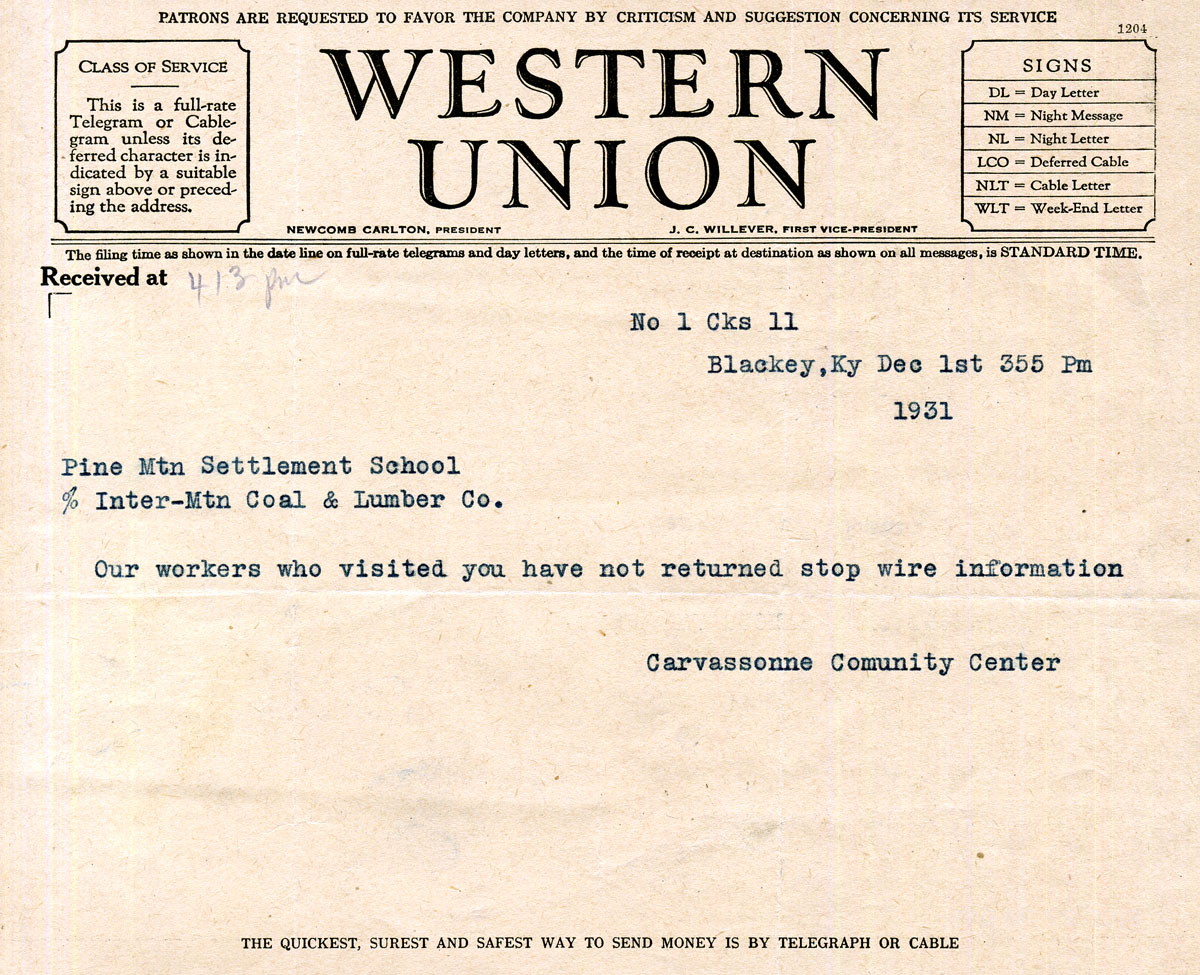 PATRONS ARE REQUESTED TO FAVOR THE COMPANY BY CRITICISM AND SUGGESTION CONCERNING ITS SERVICE
1204
CLASS OF SERVICE
This is a full-rate
Telegram or Cable-
gram unless its de-
ferred character is in-
dicated by a suitable
sign above or preced-
ing the address.
WESTERN
UNION
NEWCOMB CARLTON, PRESIDENT
J. C. WILLEVER, FIRST VICE-PRESIDENT
SIGNS
DL = Day Letter
NM = Night Message
NL = Night Letter
LCO = Deferred Cable
NLT = Cable Letter
WLT = Week-End Letter
The filing time as shown in the date line on full-rate telegrams and day letters, and the time of receipt at destination as shown on all messages, is STANDARD TIME.
Received at 413 pm
No 1 Cks 11
Blackey,Ky Dec 1st 355 Pm
1931
Pine Mtn Settlement School
% Inter-Mtn Coal & Lumber Co.
Our workers who visited you have not returned stop wire information
Carvassonne Comunity Center
THE QUICKEST, SUREST AND SAFEST WAY TO SEND MONEY IS BY TELEGRAPH OR CABLE